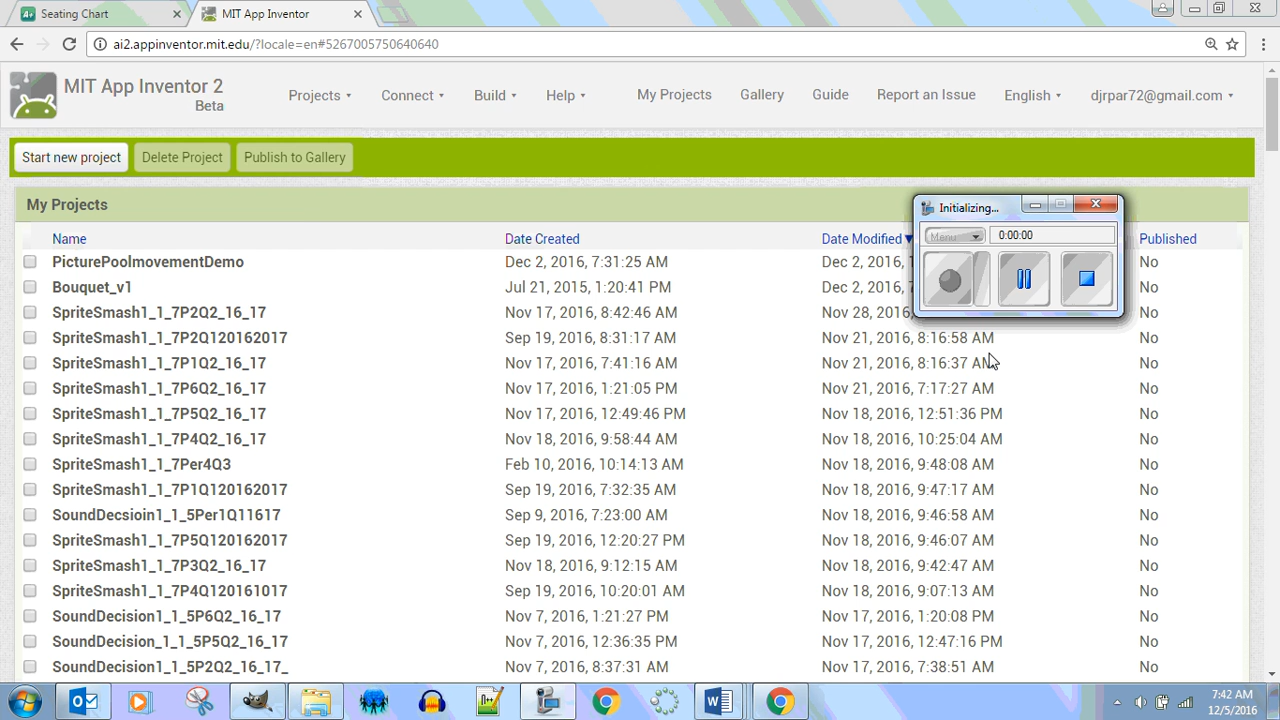 Seating Chart
MIT App Inventor
ai2.appinventor.mit.edu/?locale=en#5267005750640640
MIT App Inventor 2
Beta
Projects Connect Build Help My Projects Gallery Guide Report an Issue English djrpar72@gmail.com
Start new project Delete Project Publish to Gallery
My Projects
Initializing...
Menu 0:00:00
Name Date Created Date Modified Published
PicturePoolmovementDemo Dec 2, 2016, 7:31:25 AM Dec 2, 2016, No
Bouquet_v1 Jul 21, 2015, 1:20:41 PM Dec 2, 2016, No
SpriteSmash1_1_7P2Q2_16_17 Nov 17, 2016, 8:42:46 AM Nov 28, 2016, No
SpriteSmash1_1_7P2Q120162017 Sep 19, 2016, 8:31:17 AM Nov 21, 2016, 8:16:58 AM No
SpriteSmash1_1_7P1Q2_16_17 Nov 17, 2016, 7:41:16 AM Nov 21, 2016, 8:16:37 AM No
SpriteSmash1_1_7P6Q2_16_17 Nov 17, 2016, 1:21:05 PM Nov 21, 2016, 7:17:27 AM No
SpriteSmash1_1_7P5Q2_16_17 Nov 17, 2016, 12:49:46 PM Nov 18, 2016, 12:51:36 PM No
SpriteSmash1_1_7P4Q2_16_17 Nov 18, 2016, 9:58:44 AM Nov 18, 2016, 10:25:04 AM No
SpriteSmash1_1_7Per4Q3 Feb 10, 2016, 10:14:13 AM Nov 18, 2016, 9:48:08 AM No
SpriteSmash1_1_7P1Q120162017 Sep 19, 2016, 7:32:35 AM Nov 18, 2016, 9:47:17 AM No
SoundDecsioin1_1_5Per1Q11617 Sep 9, 2016, 7:23:00 AM Nov 18, 2016, 9:46:58 AM No
SpriteSmash1_1_7P5Q120162017 Sep 19, 2016, 12:20:27 PM Nov 18, 2016, 9:46:07 AM No
SpriteSmash1_1_7P3Q2_16_17 Nov 18, 2016, 9:12:15 AM Nov 18, 2016, 9:42:47 AM No
SpriteSmash1_1_7P4Q120161017 Sep 19, 2016, 10:20:01 AM Nov 18, 2016, 9:07:13 AM No
SoundDecision1_1_5P6Q2_16_17 Nov 7, 2016, 1:21:27 PM Nov 17, 2016, 1:20:08 PM No
SoundDecision_1_1_5P5Q2_16_17 Nov 7, 2016, 12:36:35 PM Nov 17, 2016, 12:47:16 PM No
SoundDecision1_1_5P2Q2_16_17_ Nov 7, 2016, 8:37:31 AM Nov 17, 2016, 7:38:51 AM No
7:42 AM
12/5/2016